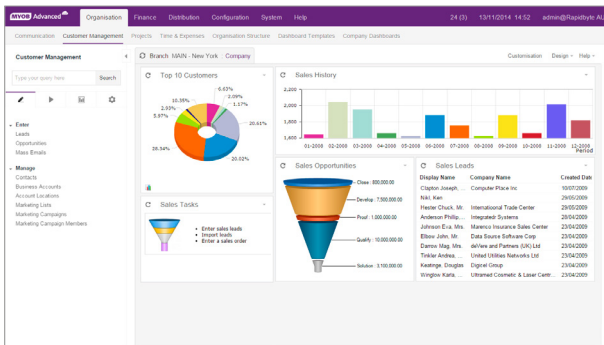 MYOB Advanced Organisation Finance Distribution Configuration System Help 24 (3) 13/11/2014 14:52 admin@Rapidbyte AU
Communication Customer Management Projects Time & Expenses Organisation Structure Dashboard Templates Company Dashboards
Customer Management
Branch MAIN - New York : Company
Customisation Design Help
Type your query here Search
Enter
Leads
Opportunities
Mass Emails
Manage
Contacts
Business Accounts
Account Locations
Marketing Lists
Marketing Campaigns
Marketing Campaign Members
Top 10 Customers
6.63%
2.09%
1.17%
20.61%
20.02%
28.34%
5.97%
2.93%
10.35%
Sales History
2,200
2,000
1,800
1,600
01-2008 02-2008 03-2008 04-2008 05-2008 06-2008 07-2008 08-2008 09-2008 10-2008 11-2008 12-2008
Period
Sales Tasks
Enter sales leads
Import leads
Enter a sales order
Sales Opportunities
Close : 800,000.00
Develop : 7,500,000.00
Proof : 1,000,000.00
Qualify : 10,000,000.00
Solution : 3,100,000.00
Sales Leads
Display Name Company Name Created Date
Clapton Joseph, ... Computer Place Inc 10/07/2009
Nikl, Ken 29/05/2009
Hester Chuck, Mr. International Trade Center 29/05/2009
Anderson Phillip, ... Integratedr Systems 28/04/2009
Johnson Eva, Mrs. Marenco Insurance Sales Center 23/04/2009
Elbow John, Mr. Data Source Software Corp 23/04/2009
Darrow Mag, Mrs. deVere and Partners (UK) Ltd 23/04/2009
Tinkler Andrea, ... United Utilities Networks Ltd 23/04/2009
Keatinge, Douglas Digicel Group 23/04/2009
Winglow Karla, ... Ultramed Cosmetic & Laser Centr... 23/04/2009